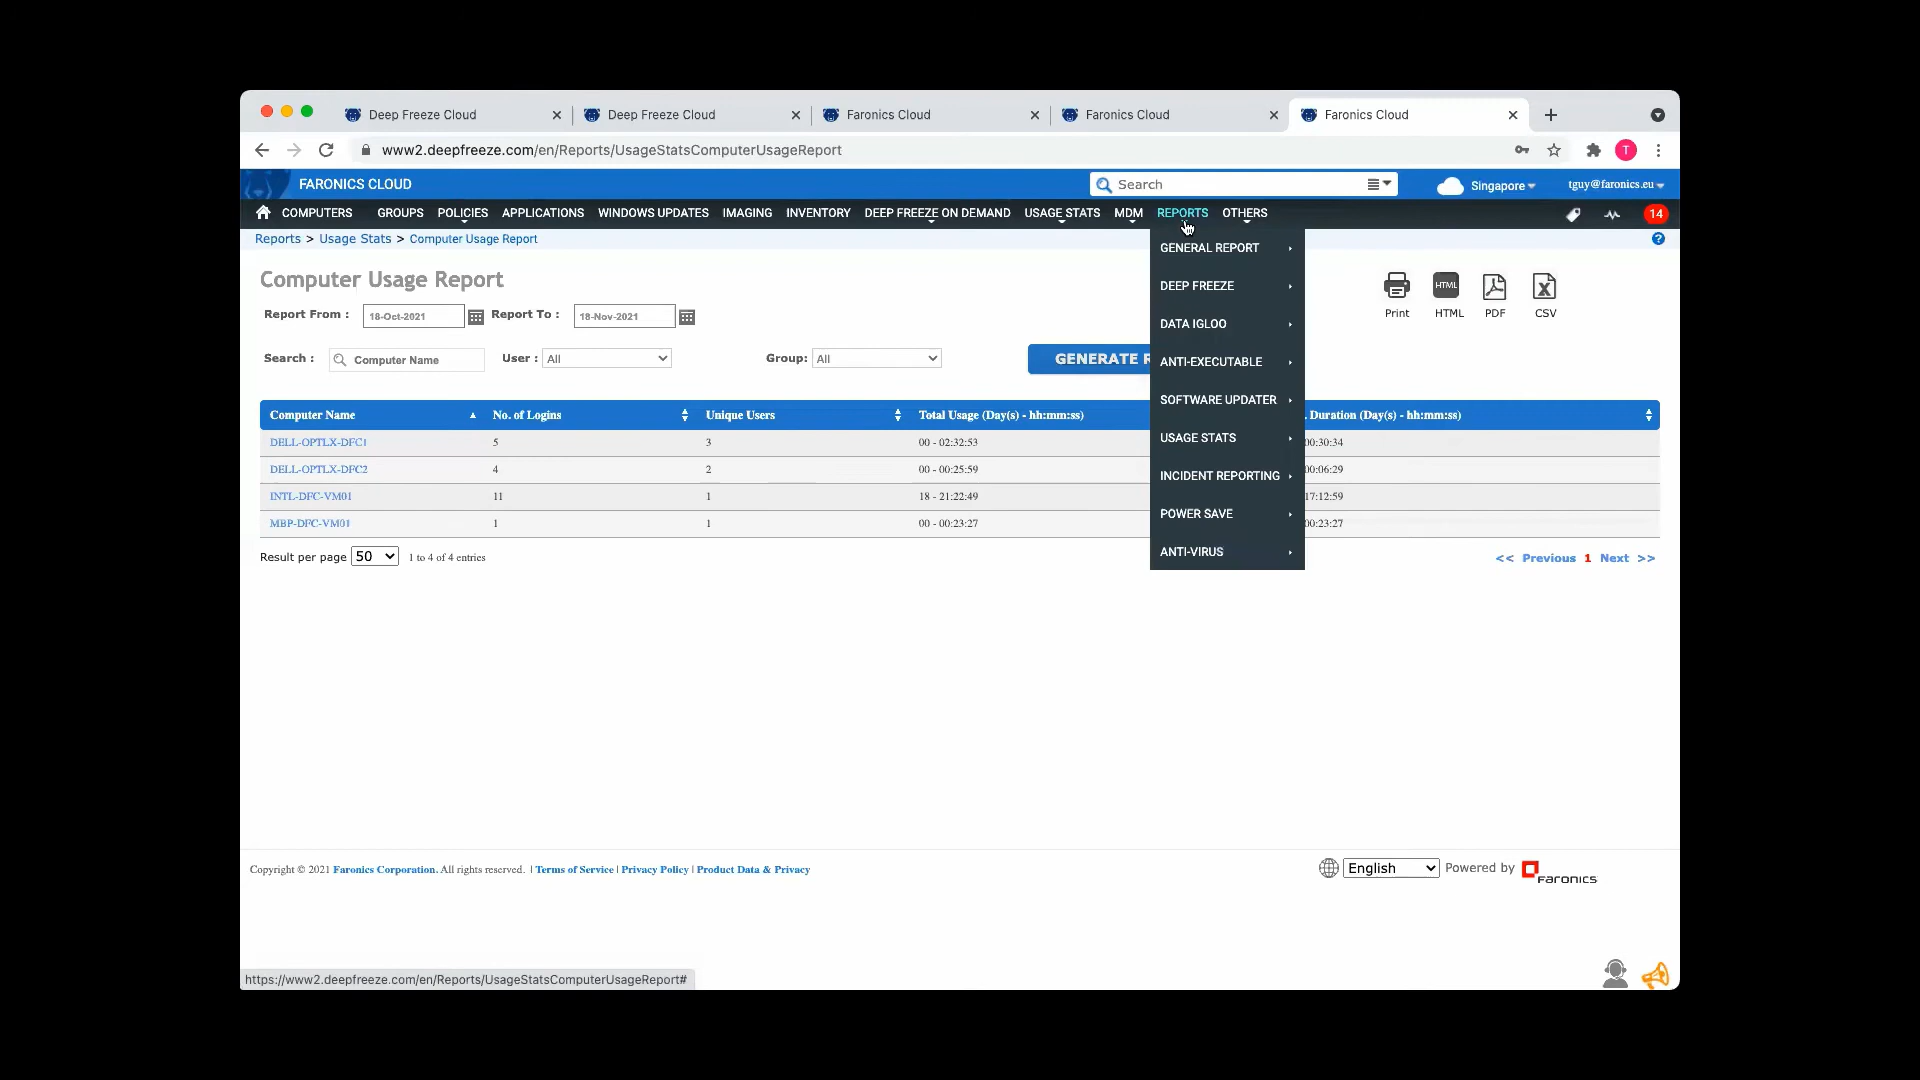 Deep Freeze Cloud
Deep Freeze Cloud
Faronics Cloud
Faronics Cloud
Faronics Cloud
www2.deepfreeze.com/en/Reports/UsageStatsComputerUsageReport
T
FARONICS CLOUD
Search
Singapore
tguy@faronics.eu
COMPUTERS GROUPS POLICIES APPLICATIONS WINDOWS UPDATES IMAGING INVENTORY DEEP FREEZE ON DEMAND USAGE STATS MDM REPORTS OTHERS
14
Reports > Usage Stats > Computer Usage Report
?
GENERAL REPORT
DEEP FREEZE
DATA IGLOO
ANTI-EXECUTABLE
SOFTWARE UPDATER
USAGE STATS
INCIDENT REPORTING
POWER SAVE
ANTI-VIRUS
Computer Usage Report
HTML
Print HTML PDF CSV
Report From : 18-Oct-2021 Report To : 18-Nov-2021
Search : Computer Name User : All Group: All GENERATE R
Computer Name No. of Logins Unique Users Total Usage (Day(s) - hh:mm:ss) . Duration (Day(s) - hh:mm:ss)
DELL-OPTLX-DFC1 5 3 00 - 02:32:53 00:30:34
DELL-OPTLX-DFC2 4 2 00 - 00:25:59 00:06:29
INTL-DFC-VM01 11 1 18 - 21:22:49 17:12:59
MBP-DFC-VM01 1 1 00 - 00:23:27 00:23:27
Result per page 50 1 to 4 of 4 entries
<< Previous 1 Next >>
Copyright © 2021 Faronics Corporation. All rights reserved. | Terms of Service | Privacy Policy | Product Data & Privacy
English Powered by Faronics
https://www2.deepfreeze.com/en/Reports/UsageStatsComputerUsageReport#